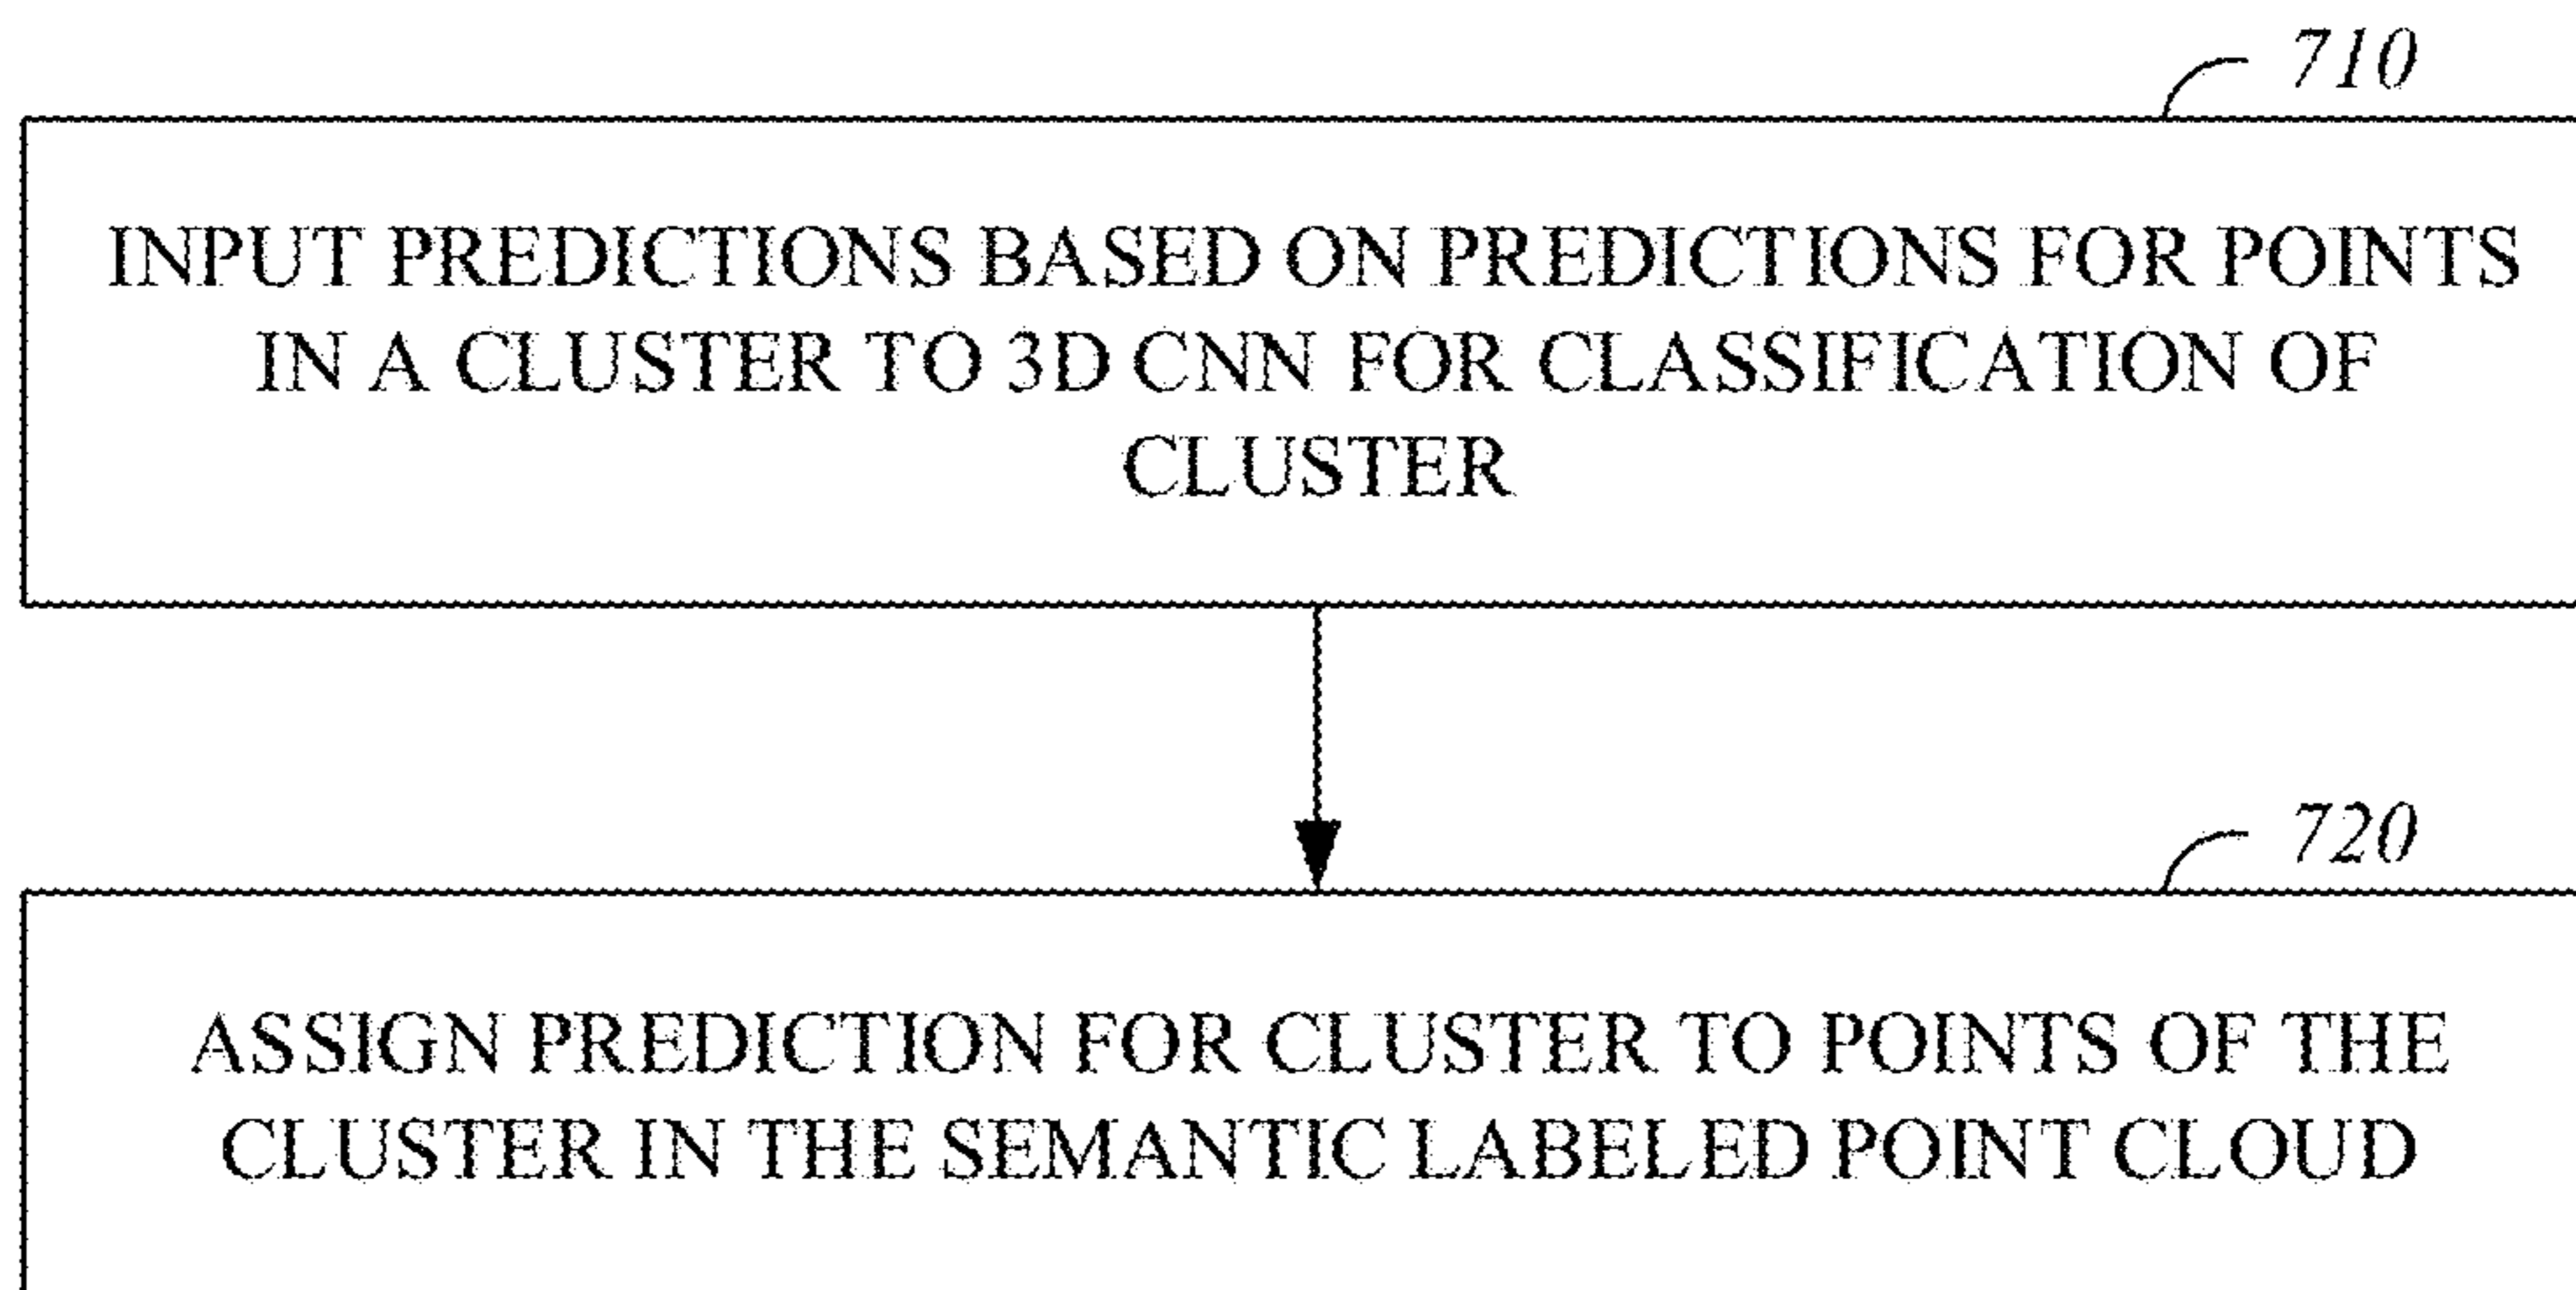 710
INPUT PREDICTIONS BASED ON PREDICTIONS FOR POINTS
IN A CLUSTER TO 3D CNN FOR CLASSIFICATION OF
CLUSTER
720
ASSIGN PREDICTION FOR CLUSTER TO POINTS OF THE
CLUSTER IN THE SEMANTIC LABELED POINT CLOUD